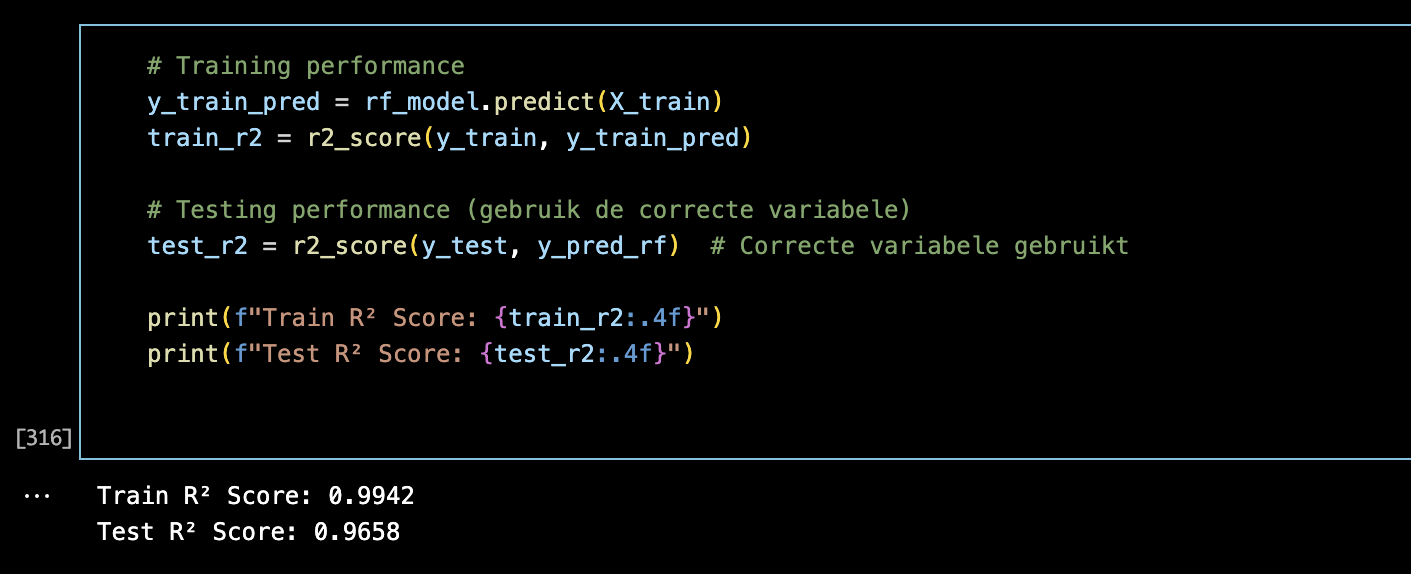 # Training performance
y_train_pred = rf_model.predict(X_train)
train_r2 = r2_score(y_train, y_train_pred)
# Testing performance (gebruik de correcte variabele)
test_r2 = r2_score(y_test, y_pred_rf)  # Correcte variabele gebruikt
print(f"Train R² Score: {train_r2:.4f}")
print(f"Test R² Score: {test_r2:.4f}")
[316]
... Train R² Score: 0.9942
Test R² Score: 0.9658